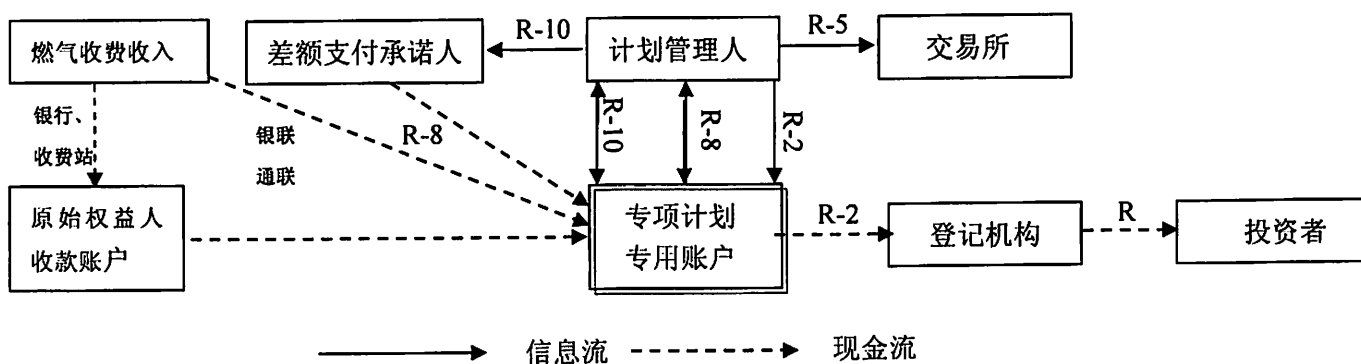 燃气收费收入
差额支付承诺人
R-10
计划管理人
R-5
交易所
银行、
收费站
银联
通联
R-8
R-10
R-8
R-2
原始权益人
收款账户
专项计划
专用账户
R-2
登记机构
R
投资者
信息流
现金流